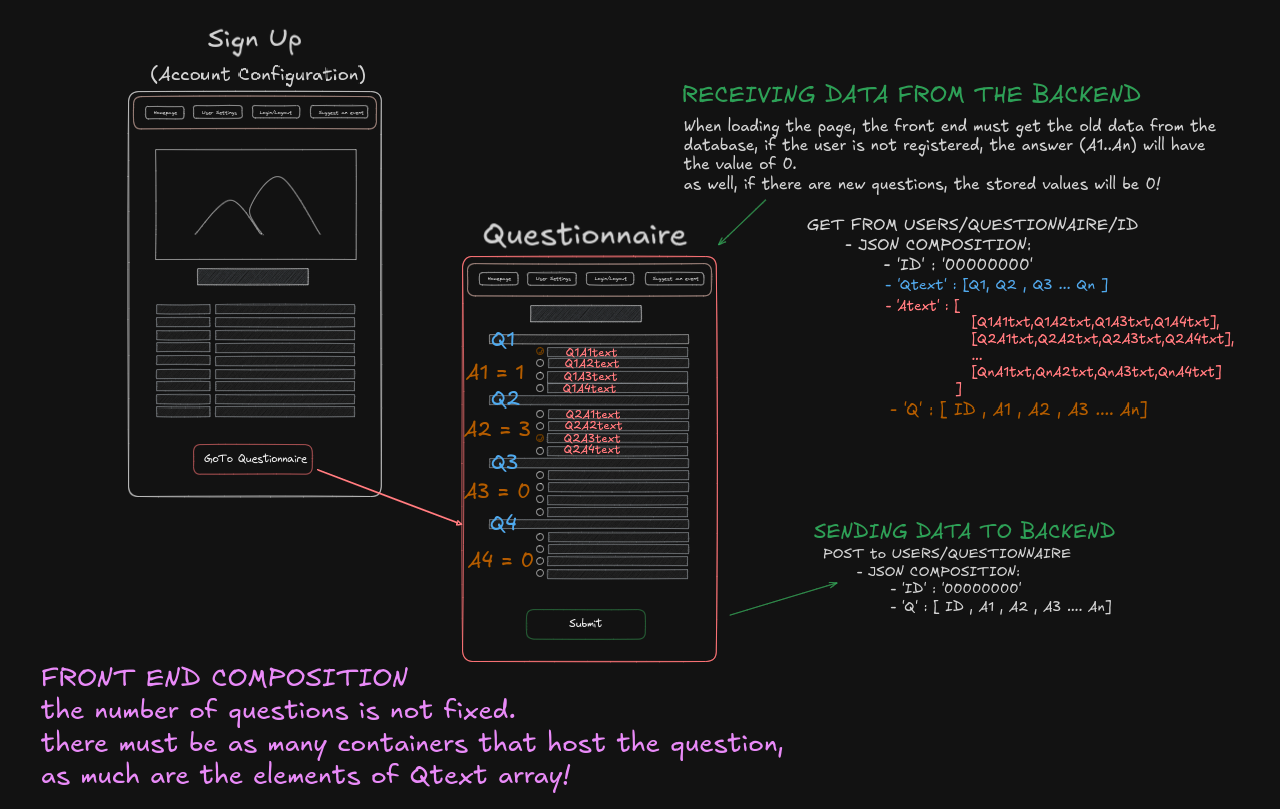 Sign Up
(Account Configuration)
Homepage
User Settings
Login/Logout
Suggest an event
GoTo Questionnaire
Questionnaire
Homepage
User Settings
Login/Logout
Suggest an event
Q1
Q1A1text
Q1A2text
A1 = 1
Q1A3text
Q1A4text
Q2
Q2A1text
Q2A2text
A2 = 3
Q2A3text
Q2A4text
Q3
A3 = 0
Q4
A4 = 0
Submit
RECEIVING DATA FROM THE BACKEND
When loading the page, the front end must get the old data from the
database, if the user is not registered, the answer (A1..An) will have
the value of 0.
as well, if there are new questions, the stored values will be 0!
GET FROM USERS/QUESTIONNAIRE/ID
- JSON COMPOSITION:
- 'ID' : '00000000'
- 'Qtext' : [Q1, Q2 , Q3 ... Qn ]
- 'Atext' : [
[Q1A1txt,Q1A2txt,Q1A3txt,Q1A4txt],
[Q2A1txt,Q2A2txt,Q2A3txt,Q2A4txt],
...
[QnA1txt,QnA2txt,QnA3txt,QnA4txt]
]
- 'Q' : [ ID , A1 , A2 , A3 .... An]
SENDING DATA TO BACKEND
POST to USERS/QUESTIONNAIRE
- JSON COMPOSITION:
- 'ID' : '00000000'
- 'Q' : [ ID , A1 , A2 , A3 .... An]
FRONT END COMPOSITION
the number of questions is not fixed.
there must be as many containers that host the question,
as much are the elements of Qtext array!